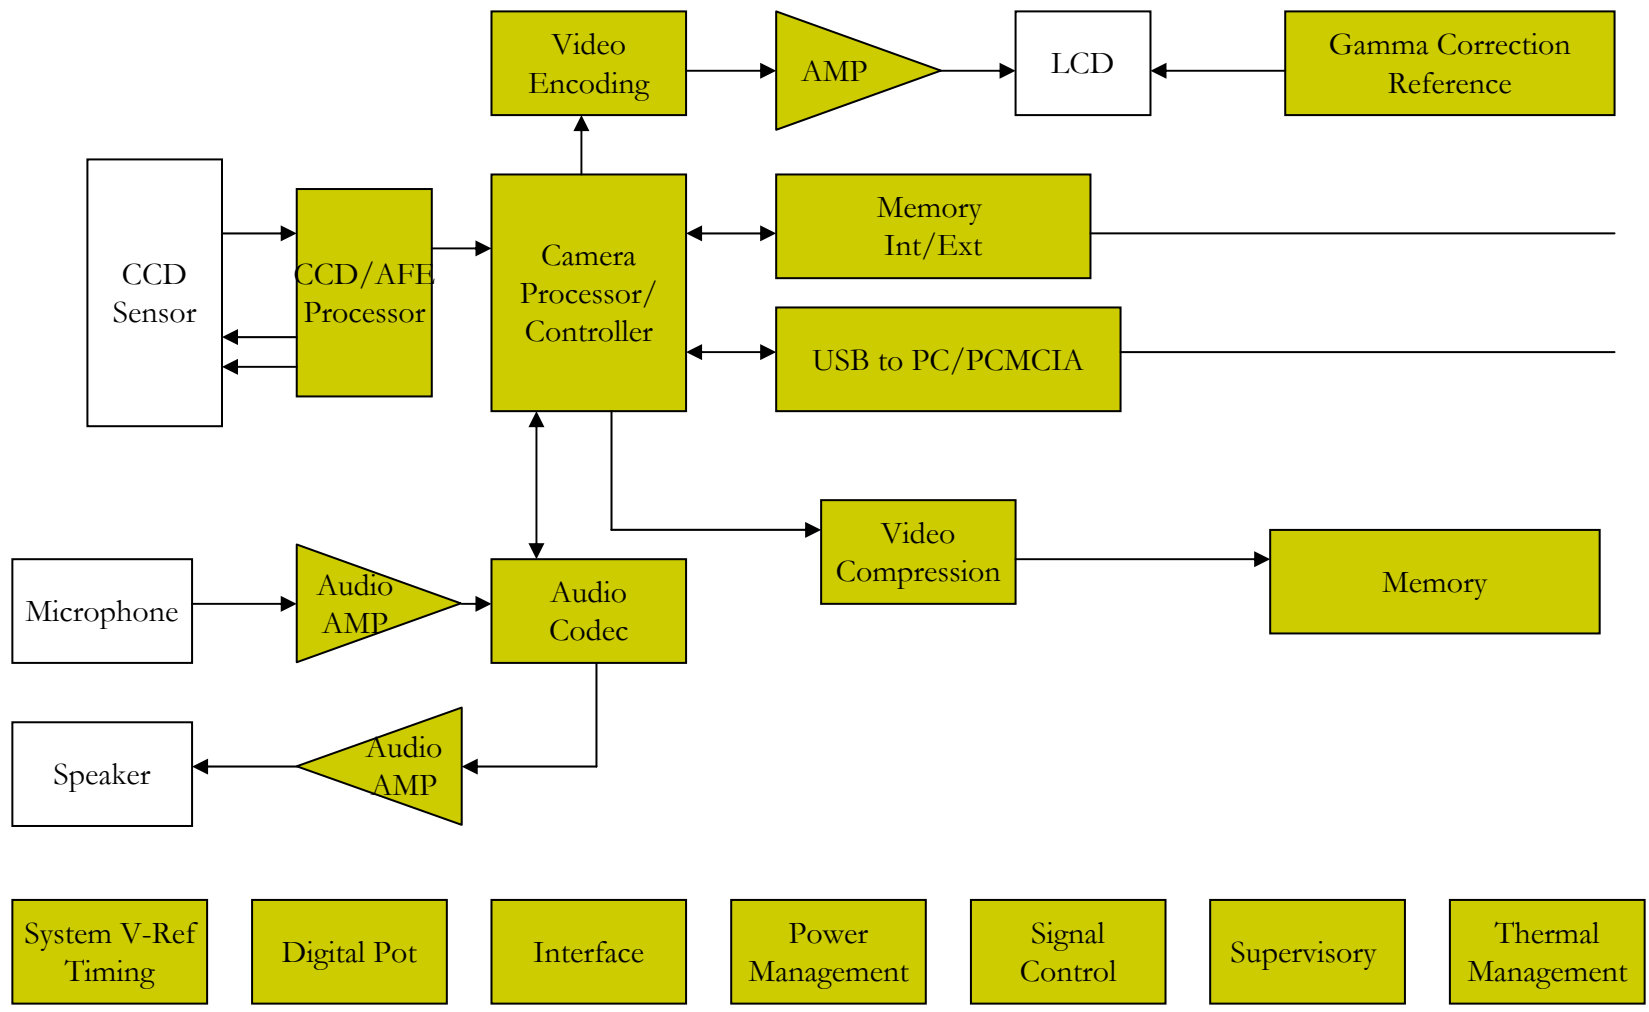 Video
Encoding
AMP
LCD
Gamma Correction
Reference
CCD
Sensor
CCD/AFE
Processor
Camera
Processor/
Controller
Memory
Int/Ext
USB to PC/PCMCIA
Video
Compression
Memory
Microphone
Audio
AMP
Audio
Codec
Speaker
Audio
AMP
System V-Ref
Timing
Digital Pot
Interface
Power
Management
Signal
Control
Supervisory
Thermal
Management